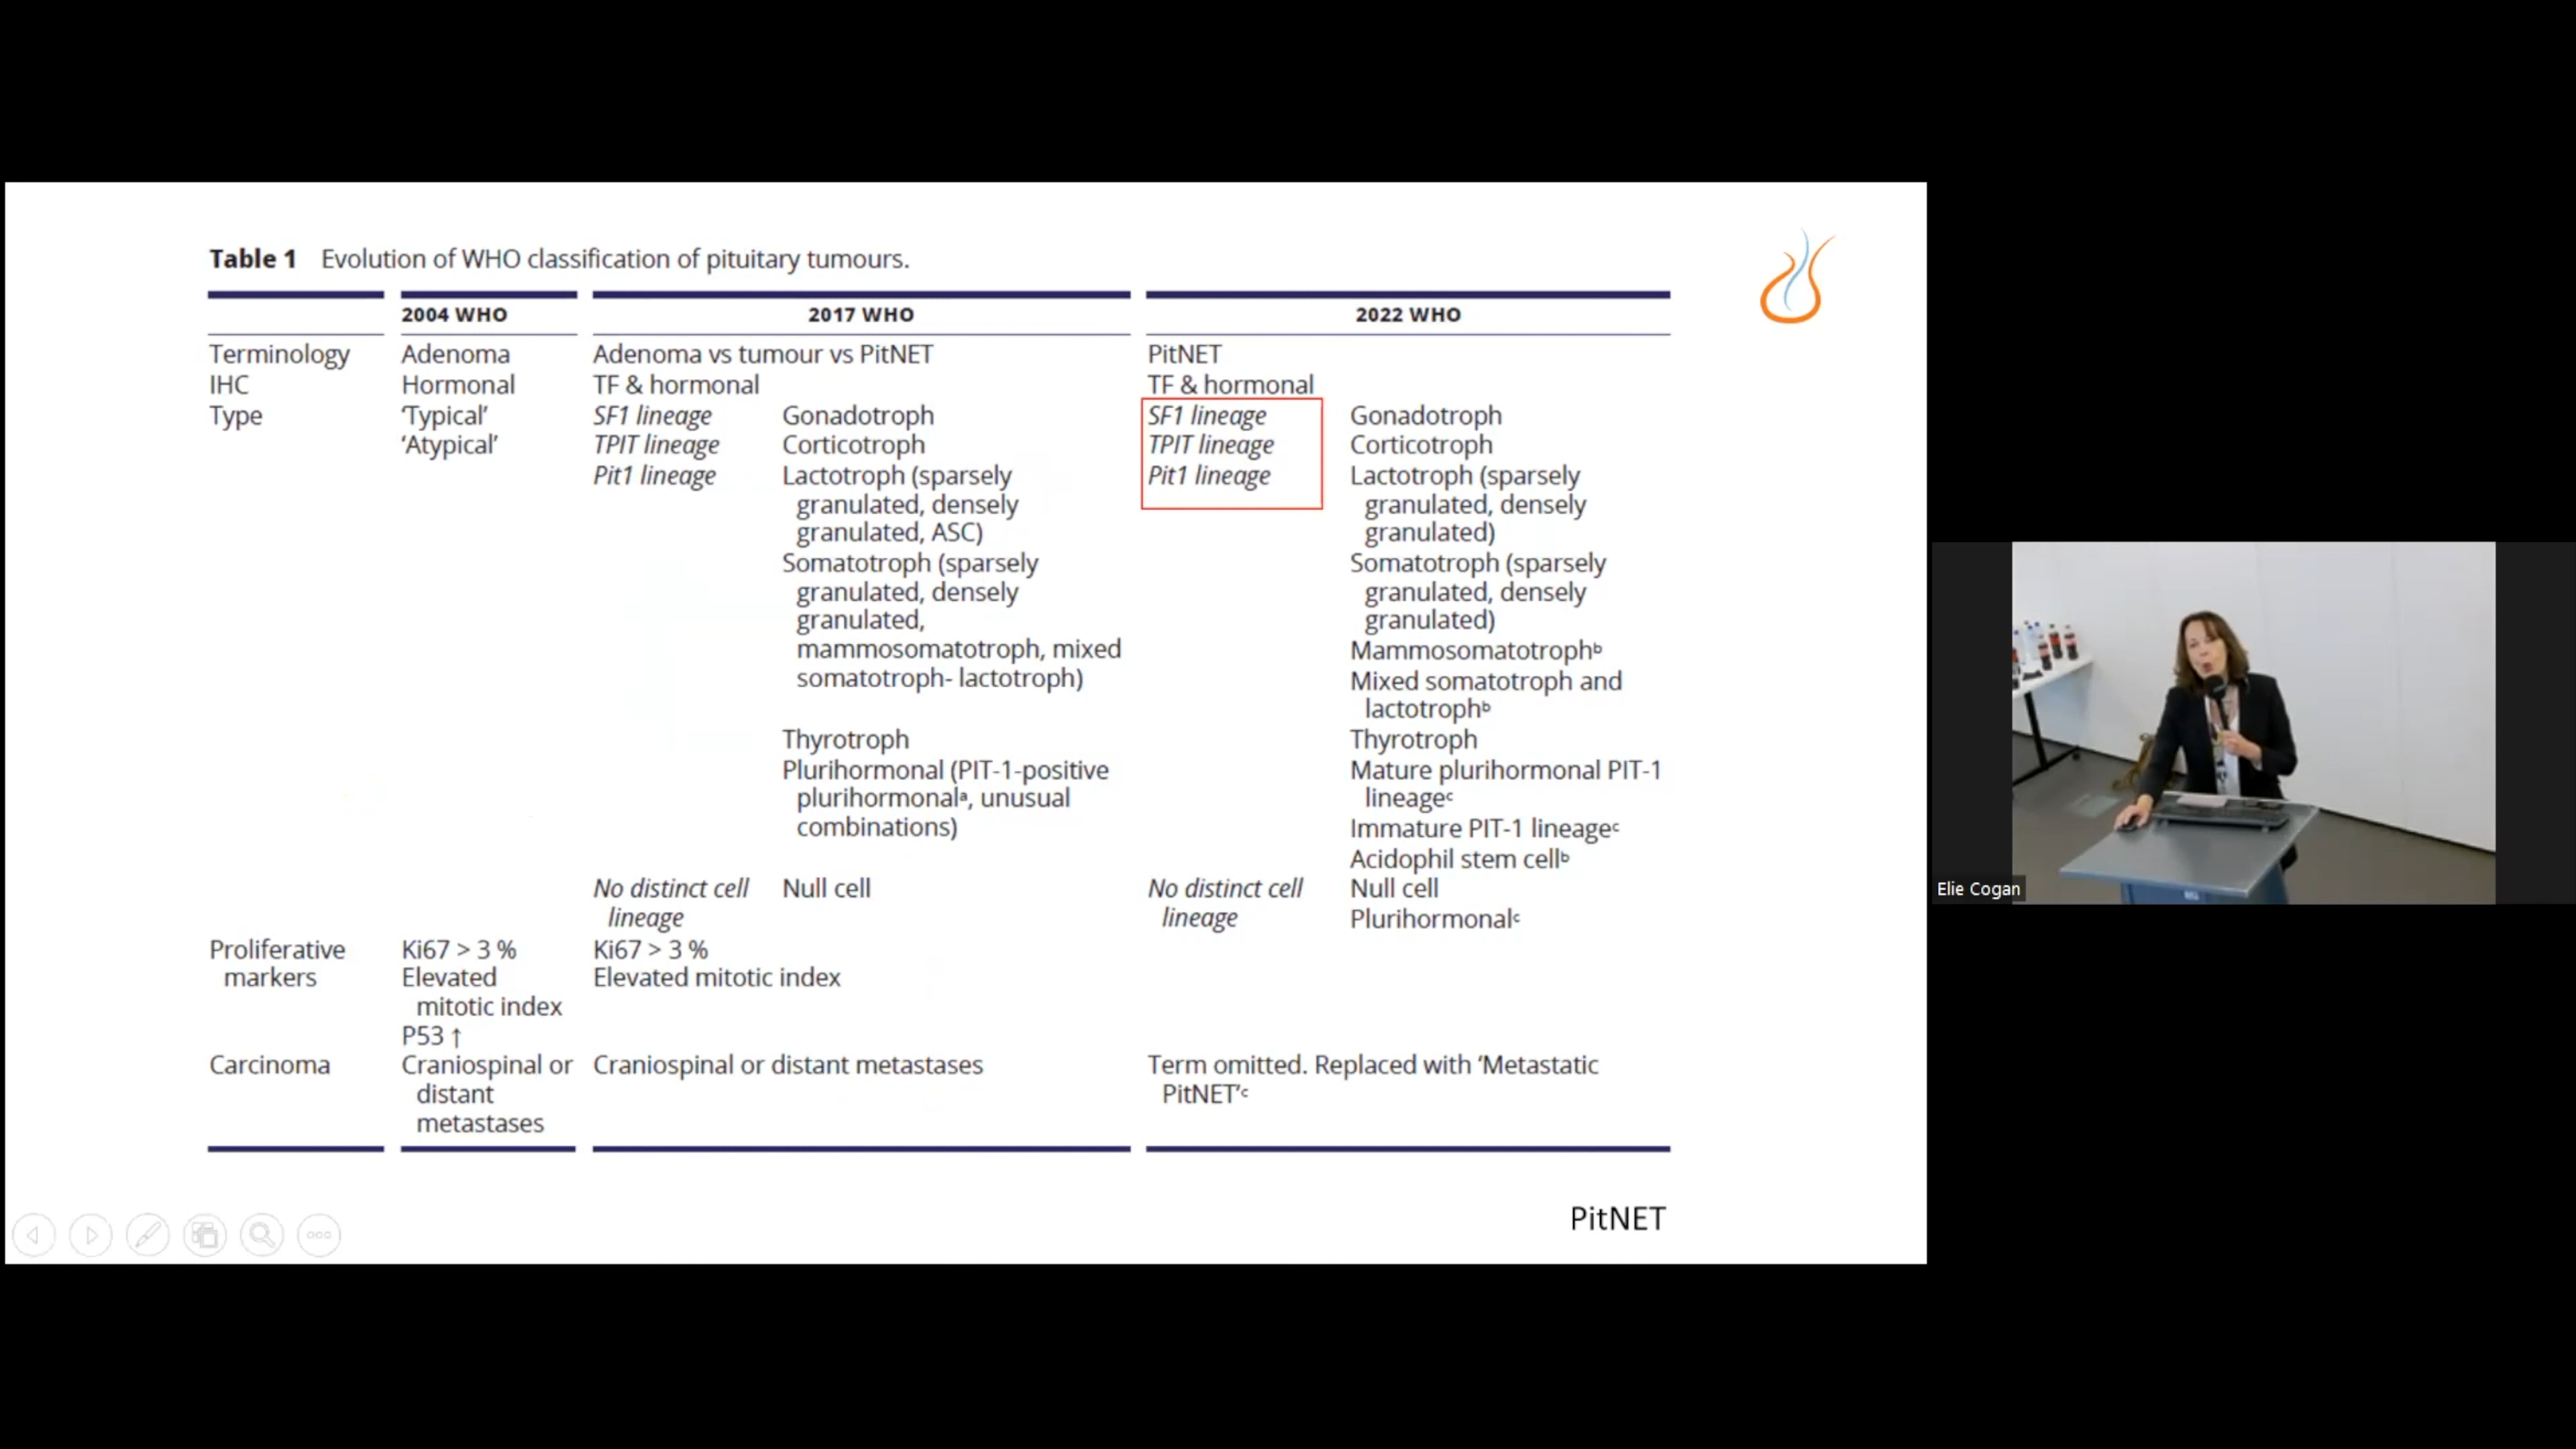 Table 1 Evolution of WHO classification of pituitary tumours.
2004 WHO 2017 WHO 2022 WHO
Terminology Adenoma Adenoma vs tumour vs PitNET PitNET
IHC Hormonal TF & hormonal TF & hormonal
Type ‘Typical’ SF1 lineage Gonadotroph SF1 lineage Gonadotroph
‘Atypical’ TPIT lineage Corticotroph TPIT lineage Corticotroph
Pit1 lineage Lactotroph (sparsely Pit1 lineage Lactotroph (sparsely
granulated, densely granulated, densely
granulated, ASC) granulated)
Somatotroph (sparsely Somatotroph (sparsely
granulated, densely granulated, densely
granulated, granulated)
mammosomatotroph, mixed Mammosomatotrophᵇ
somatotroph- lactotroph) Mixed somatotroph and
lactotrophᵇ
Thyrotroph Thyrotroph
Plurihormonal (PIT-1-positive Mature plurihormonal PIT-1
plurihormonalᵃ, unusual lineageᶜ
combinations) Immature PIT-1 lineageᶜ
Acidophil stem cellᵇ
No distinct cell Null cell No distinct cell Null cell
lineage lineage Plurihormonalᶜ
Proliferative Ki67 > 3 % Ki67 > 3 %
markers Elevated Elevated mitotic index
mitotic index
P53 ↑
Carcinoma Craniospinal or Craniospinal or distant metastases Term omitted. Replaced with ‘Metastatic
distant PitNET’ᶜ
metastases
PitNET
Elie Cogan